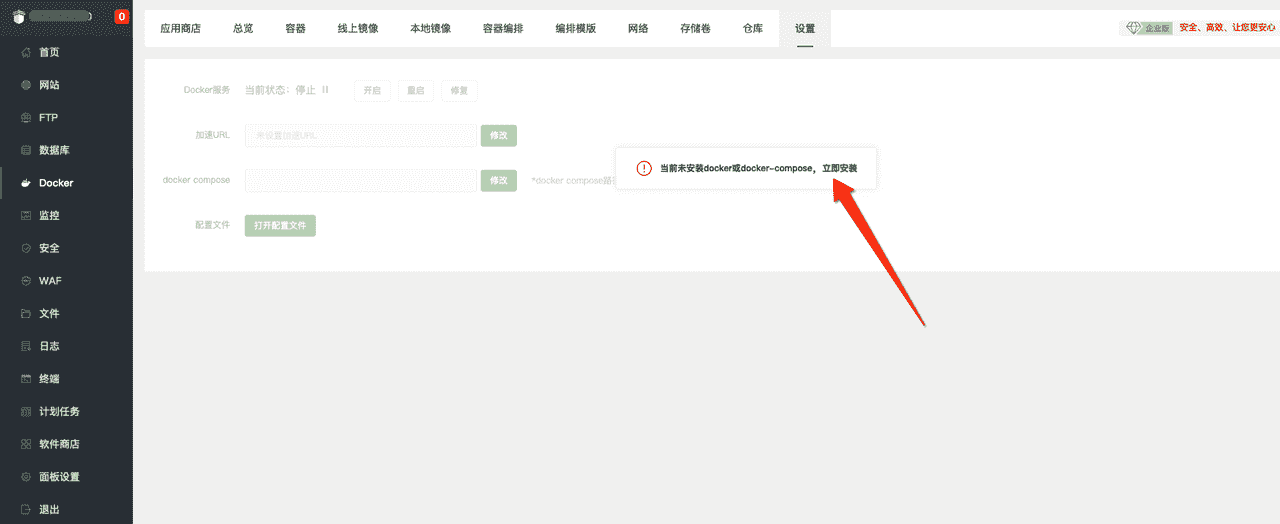 0
首页
网站
FTP
数据库
Docker
监控
安全
WAF
文件
日志
终端
计划任务
软件商店
面板设置
退出
应用商店 总览 容器 线上镜像 本地镜像 容器编排 编排模版 网络 存储卷 仓库 设置
企业版 安全、高效、让您更安心
Docker服务 当前状态：停止 开启 重启 修复
加速URL 未设置加速URL 修改
docker compose 修改 *docker compose路
当前未安装docker或docker-compose，立即安装
配置文件 打开配置文件